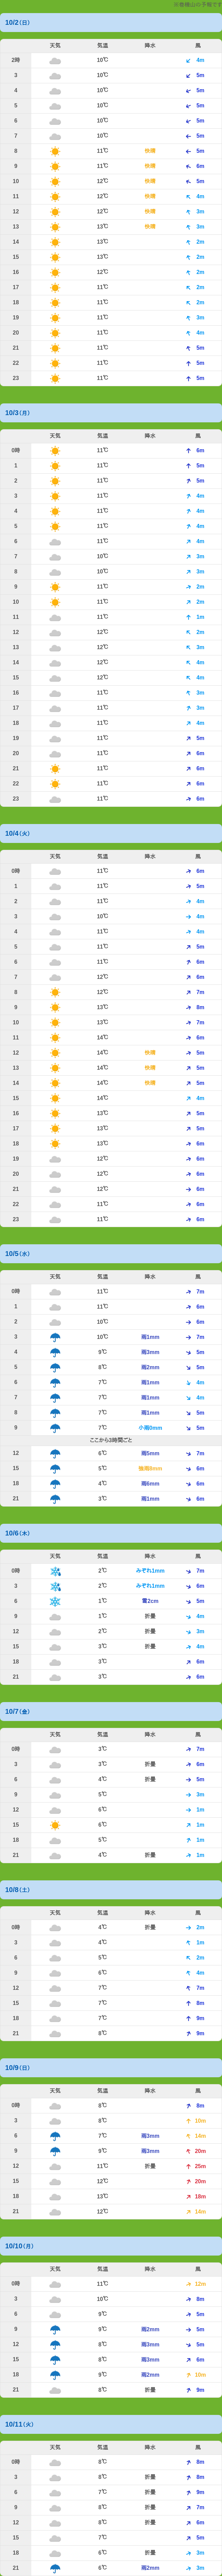 天狗横山の予報です
10/2(日)
天気 気温 降水 風
2時 10℃ 4m
3 10℃ 5m
4 10℃ 5m
5 10℃ 5m
6 10℃ 5m
7 10℃ 5m
8 11℃ 快晴 5m
9 11℃ 快晴 6m
10 12℃ 快晴 5m
11 12℃ 快晴 4m
12 12℃ 快晴 3m
13 13℃ 快晴 3m
14 13℃ 2m
15 13℃ 2m
16 12℃ 2m
17 11℃ 2m
18 11℃ 2m
19 11℃ 3m
20 11℃ 4m
21 11℃ 5m
22 11℃ 5m
23 11℃ 5m
10/3(月)
天気 気温 降水 風
0時 11℃ 6m
1 11℃ 5m
2 11℃ 5m
3 11℃ 4m
4 11℃ 4m
5 11℃ 4m
6 11℃ 4m
7 10℃ 3m
8 10℃ 3m
9 11℃ 2m
10 11℃ 2m
11 11℃ 1m
12 12℃ 2m
13 12℃ 3m
14 12℃ 4m
15 12℃ 4m
16 11℃ 3m
17 11℃ 3m
18 11℃ 4m
19 11℃ 5m
20 11℃ 6m
21 11℃ 6m
22 11℃ 6m
23 11℃ 6m
10/4(火)
天気 気温 降水 風
0時 11℃ 6m
1 11℃ 5m
2 11℃ 4m
3 10℃ 4m
4 11℃ 4m
5 11℃ 5m
6 11℃ 6m
7 12℃ 6m
8 12℃ 7m
9 13℃ 8m
10 13℃ 7m
11 14℃ 6m
12 14℃ 快晴 5m
13 14℃ 快晴 5m
14 14℃ 快晴 5m
15 14℃ 4m
16 13℃ 5m
17 13℃ 5m
18 13℃ 6m
19 12℃ 6m
20 12℃ 6m
21 12℃ 6m
22 11℃ 6m
23 11℃ 6m
10/5(水)
天気 気温 降水 風
0時 11℃ 7m
1 11℃ 6m
2 10℃ 6m
3 10℃ 雨1mm 7m
4 9℃ 雨3mm 5m
5 8℃ 雨2mm 5m
6 7℃ 雨1mm 4m
7 7℃ 雨1mm 4m
8 7℃ 雨1mm 5m
9 7℃ 小雨0mm 5m
ここから3時間ごと
12 6℃ 雨5mm 7m
15 5℃ 強雨8mm 6m
18 4℃ 雨6mm 6m
21 3℃ 雨1mm 6m
10/6(木)
天気 気温 降水 風
0時 2℃ みぞれ1mm 7m
3 2℃ みぞれ1mm 6m
6 1℃ 雪2cm 5m
9 1℃ 折曇 4m
12 2℃ 折曇 3m
15 3℃ 折曇 4m
18 3℃ 6m
21 3℃ 6m
10/7(金)
天気 気温 降水 風
0時 3℃ 7m
3 3℃ 折曇 6m
6 4℃ 折曇 5m
9 5℃ 3m
12 6℃ 1m
15 6℃ 1m
18 5℃ 1m
21 4℃ 折曇 1m
10/8(土)
天気 気温 降水 風
0時 4℃ 折曇 2m
3 4℃ 1m
6 5℃ 2m
9 6℃ 4m
12 7℃ 7m
15 7℃ 8m
18 7℃ 9m
21 8℃ 9m
10/9(日)
天気 気温 降水 風
0時 8℃ 8m
3 8℃ 10m
6 7℃ 雨3mm 14m
9 9℃ 雨3mm 20m
12 11℃ 折曇 25m
15 12℃ 20m
18 13℃ 18m
21 12℃ 14m
10/10(月)
天気 気温 降水 風
0時 11℃ 12m
3 10℃ 8m
6 9℃ 5m
9 9℃ 雨2mm 5m
12 8℃ 雨3mm 5m
15 8℃ 雨3mm 6m
18 9℃ 雨2mm 10m
21 8℃ 折曇 9m
10/11(火)
天気 気温 降水 風
0時 8℃ 8m
3 8℃ 折曇 8m
6 7℃ 折曇 9m
9 8℃ 折曇 7m
12 8℃ 折曇 6m
15 7℃ 5m
18 6℃ 折曇 3m
21 6℃ 雨2mm 3m